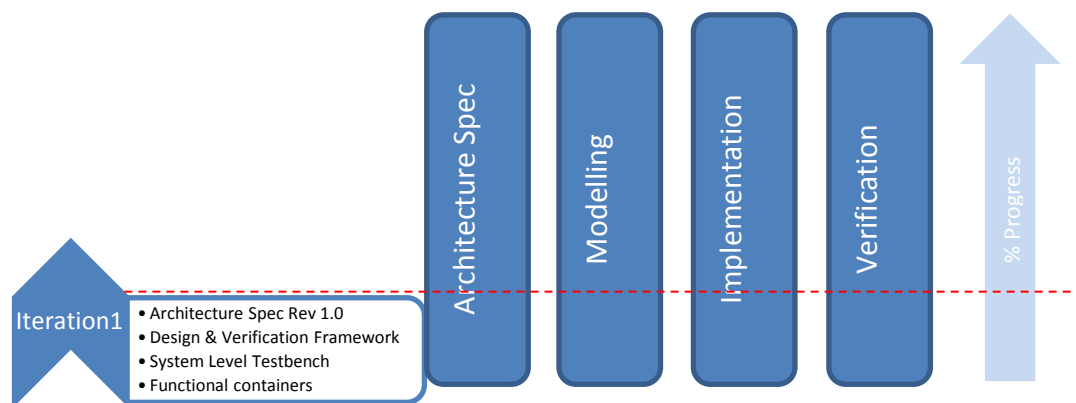 Architecture Spec
Modelling
Implementation
Verification
% Progress
Iteration1
• Architecture Spec Rev 1.0
• Design & Verification Framework
• System Level Testbench
• Functional containers